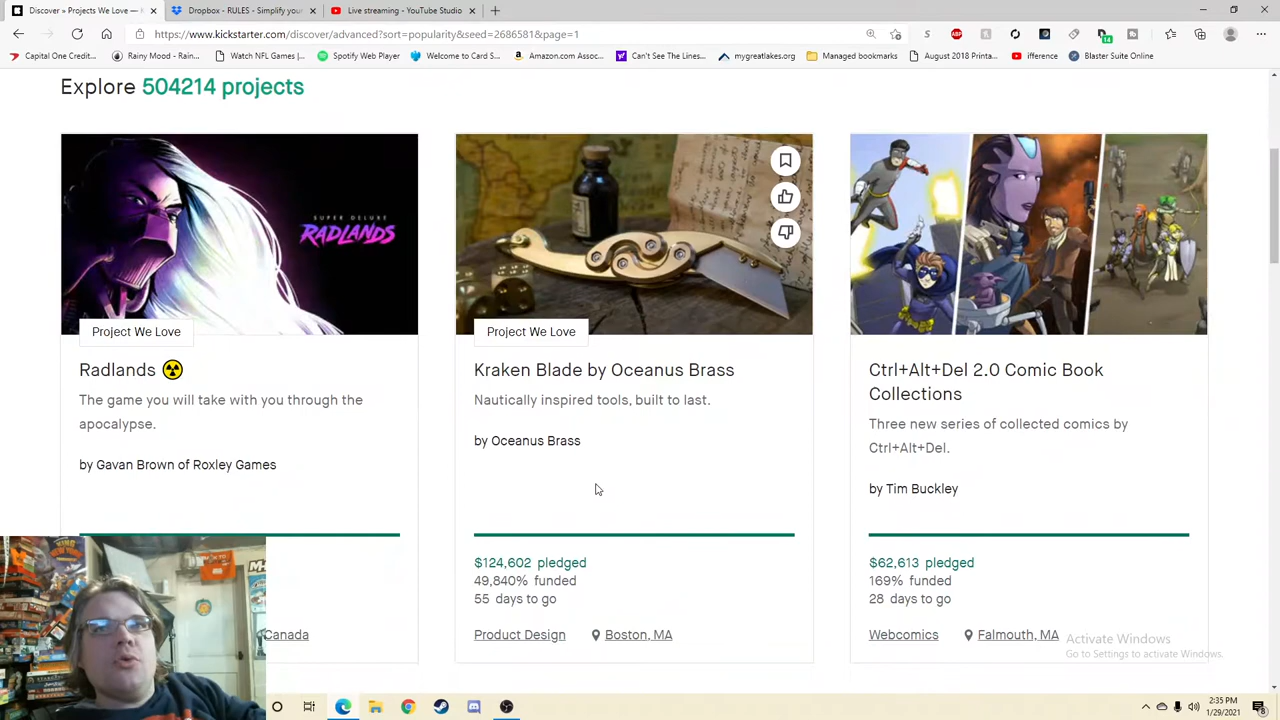 Discover » Projects We Love — K
Dropbox - RULES - Simplify your
Live streaming - YouTube Studio
https://www.kickstarter.com/discover/advanced?sort=popularity&seed=2686581&page=1
Capital One Credit...
Rainy Mood - Rain...
Watch NFL Games |...
Spotify Web Player
Welcome to Card S...
Amazon.com Assoc...
Can't See The Lines...
mygreatlakes.org
Managed bookmarks
August 2018 Printa...
ifference
Blaster Suite Online
Explore 504214 projects
SUPER DELUXE
RADLANDS
Project We Love
Project We Love
Radlands
The game you will take with you through the
apocalypse.
by Gavan Brown of Roxley Games
Canada
Kraken Blade by Oceanus Brass
Nautically inspired tools, built to last.
by Oceanus Brass
$124,602 pledged
49,840% funded
55 days to go
Product Design
Boston, MA
Ctrl+Alt+Del 2.0 Comic Book
Collections
Three new series of collected comics by
Ctrl+Alt+Del.
by Tim Buckley
$62,613 pledged
169% funded
28 days to go
Webcomics
Falmouth, MA
Activate Windows
Go to Settings to activate Windows.
2:35 PM
1/29/2021